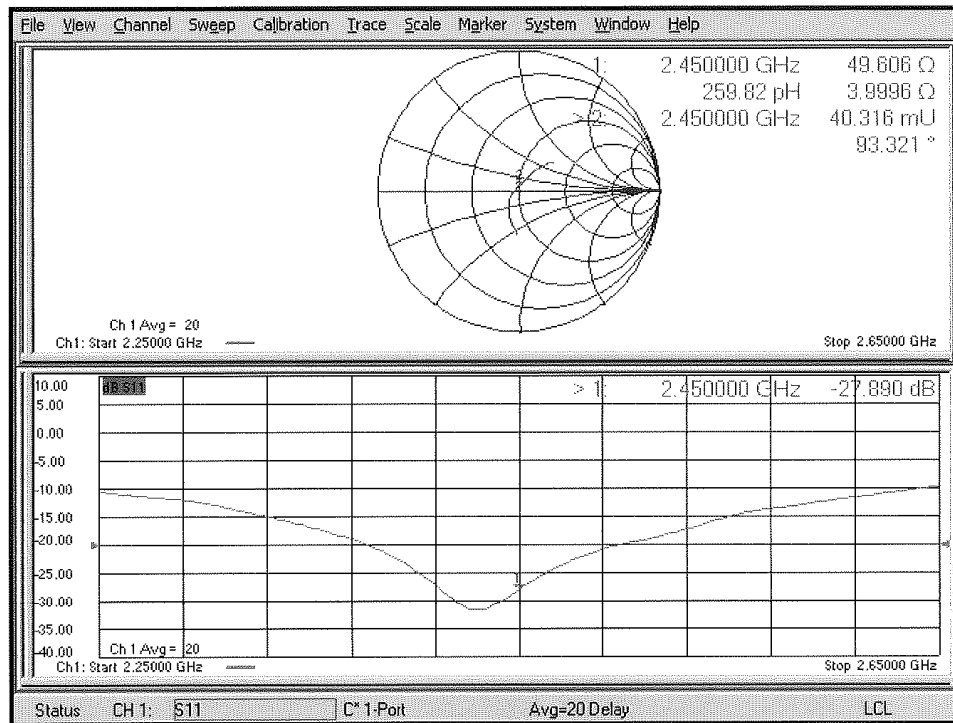 File View Channel Sweep Calibration Trace Scale Marker System Window Help
1: 2.450000 GHz 49.606 Ω
259.82 pH 3.9996 Ω
> 2: 2.450000 GHz 40.316 mU
93.321 °
Ch 1 Avg = 20
Ch1: Start 2.25000 GHz
Stop 2.65000 GHz
10.00
dB S11
> 1: 2.450000 GHz -27.890 dB
5.00
0.00
-5.00
-10.00
-15.00
-20.00
-25.00
-30.00
-35.00
-40.00
1
Ch 1 Avg = 20
Ch1: Start 2.25000 GHz
Stop 2.65000 GHz
Status CH 1: S11 C* 1-Port Avg=20 Delay LCL